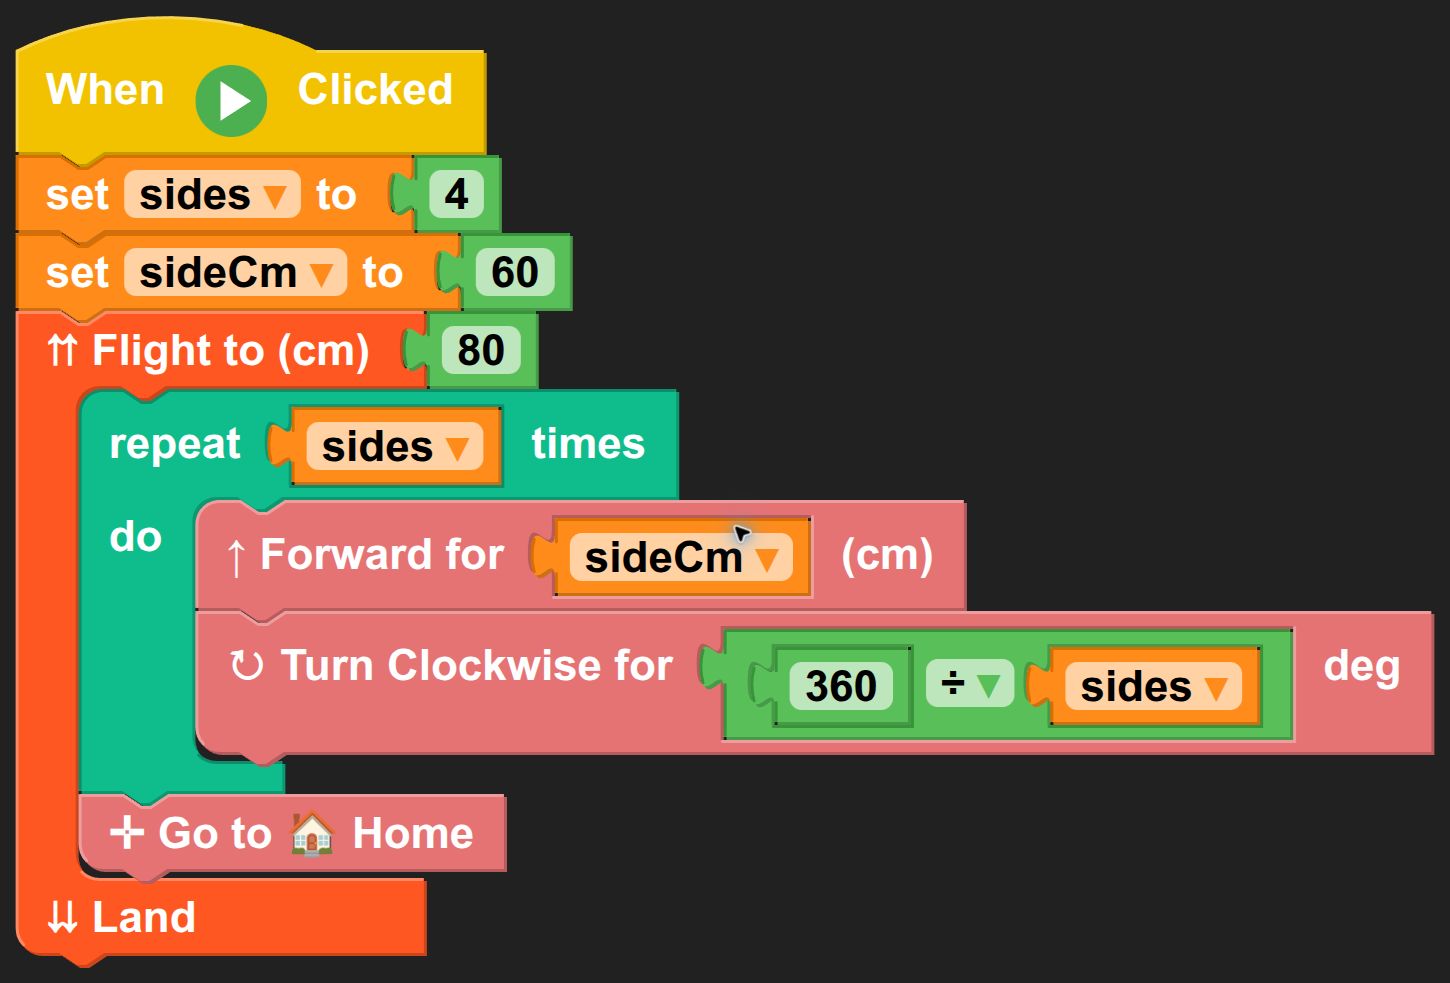 When Clicked
set sides ▼ to 4
set sideCm ▼ to 60
⇈ Flight to (cm) 80
repeat sides ▼ times
do
↑ Forward for sideCm ▼ (cm)
↻ Turn Clockwise for 360 ÷ ▼ sides ▼ deg
✛ Go to 🏠 Home
⇊ Land